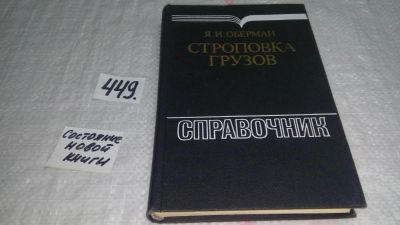 Я.И. ОБЕРМАН
СТРОПОВКА
ГРУЗОВ
СПРАВОЧНИК
449.
СОСТОЯНИЕ
НОВОЙ
КНИГИ